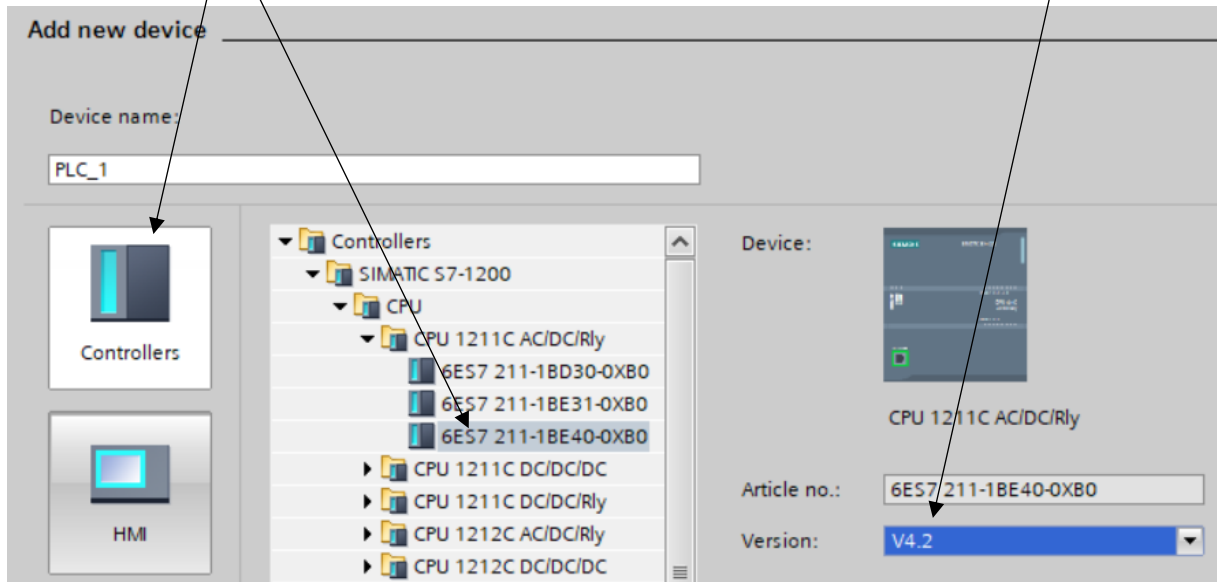 Add new device
Device name:
PLC_1
Controllers
HMI
Controllers
SIMATIC S7-1200
CPU
CPU 1211C AC/DC/Rly
6ES7 211-1BD30-0XB0
6ES7 211-1BE31-0XB0
6ES7 211-1BE40-0XB0
CPU 1211C DC/DC/DC
CPU 1211C DC/DC/Rly
CPU 1212C AC/DC/Rly
CPU 1212C DC/DC/DC
Device:
CPU 1211C AC/DC/Rly
Article no.: 6ES7 211-1BE40-0XB0
Version: V4.2